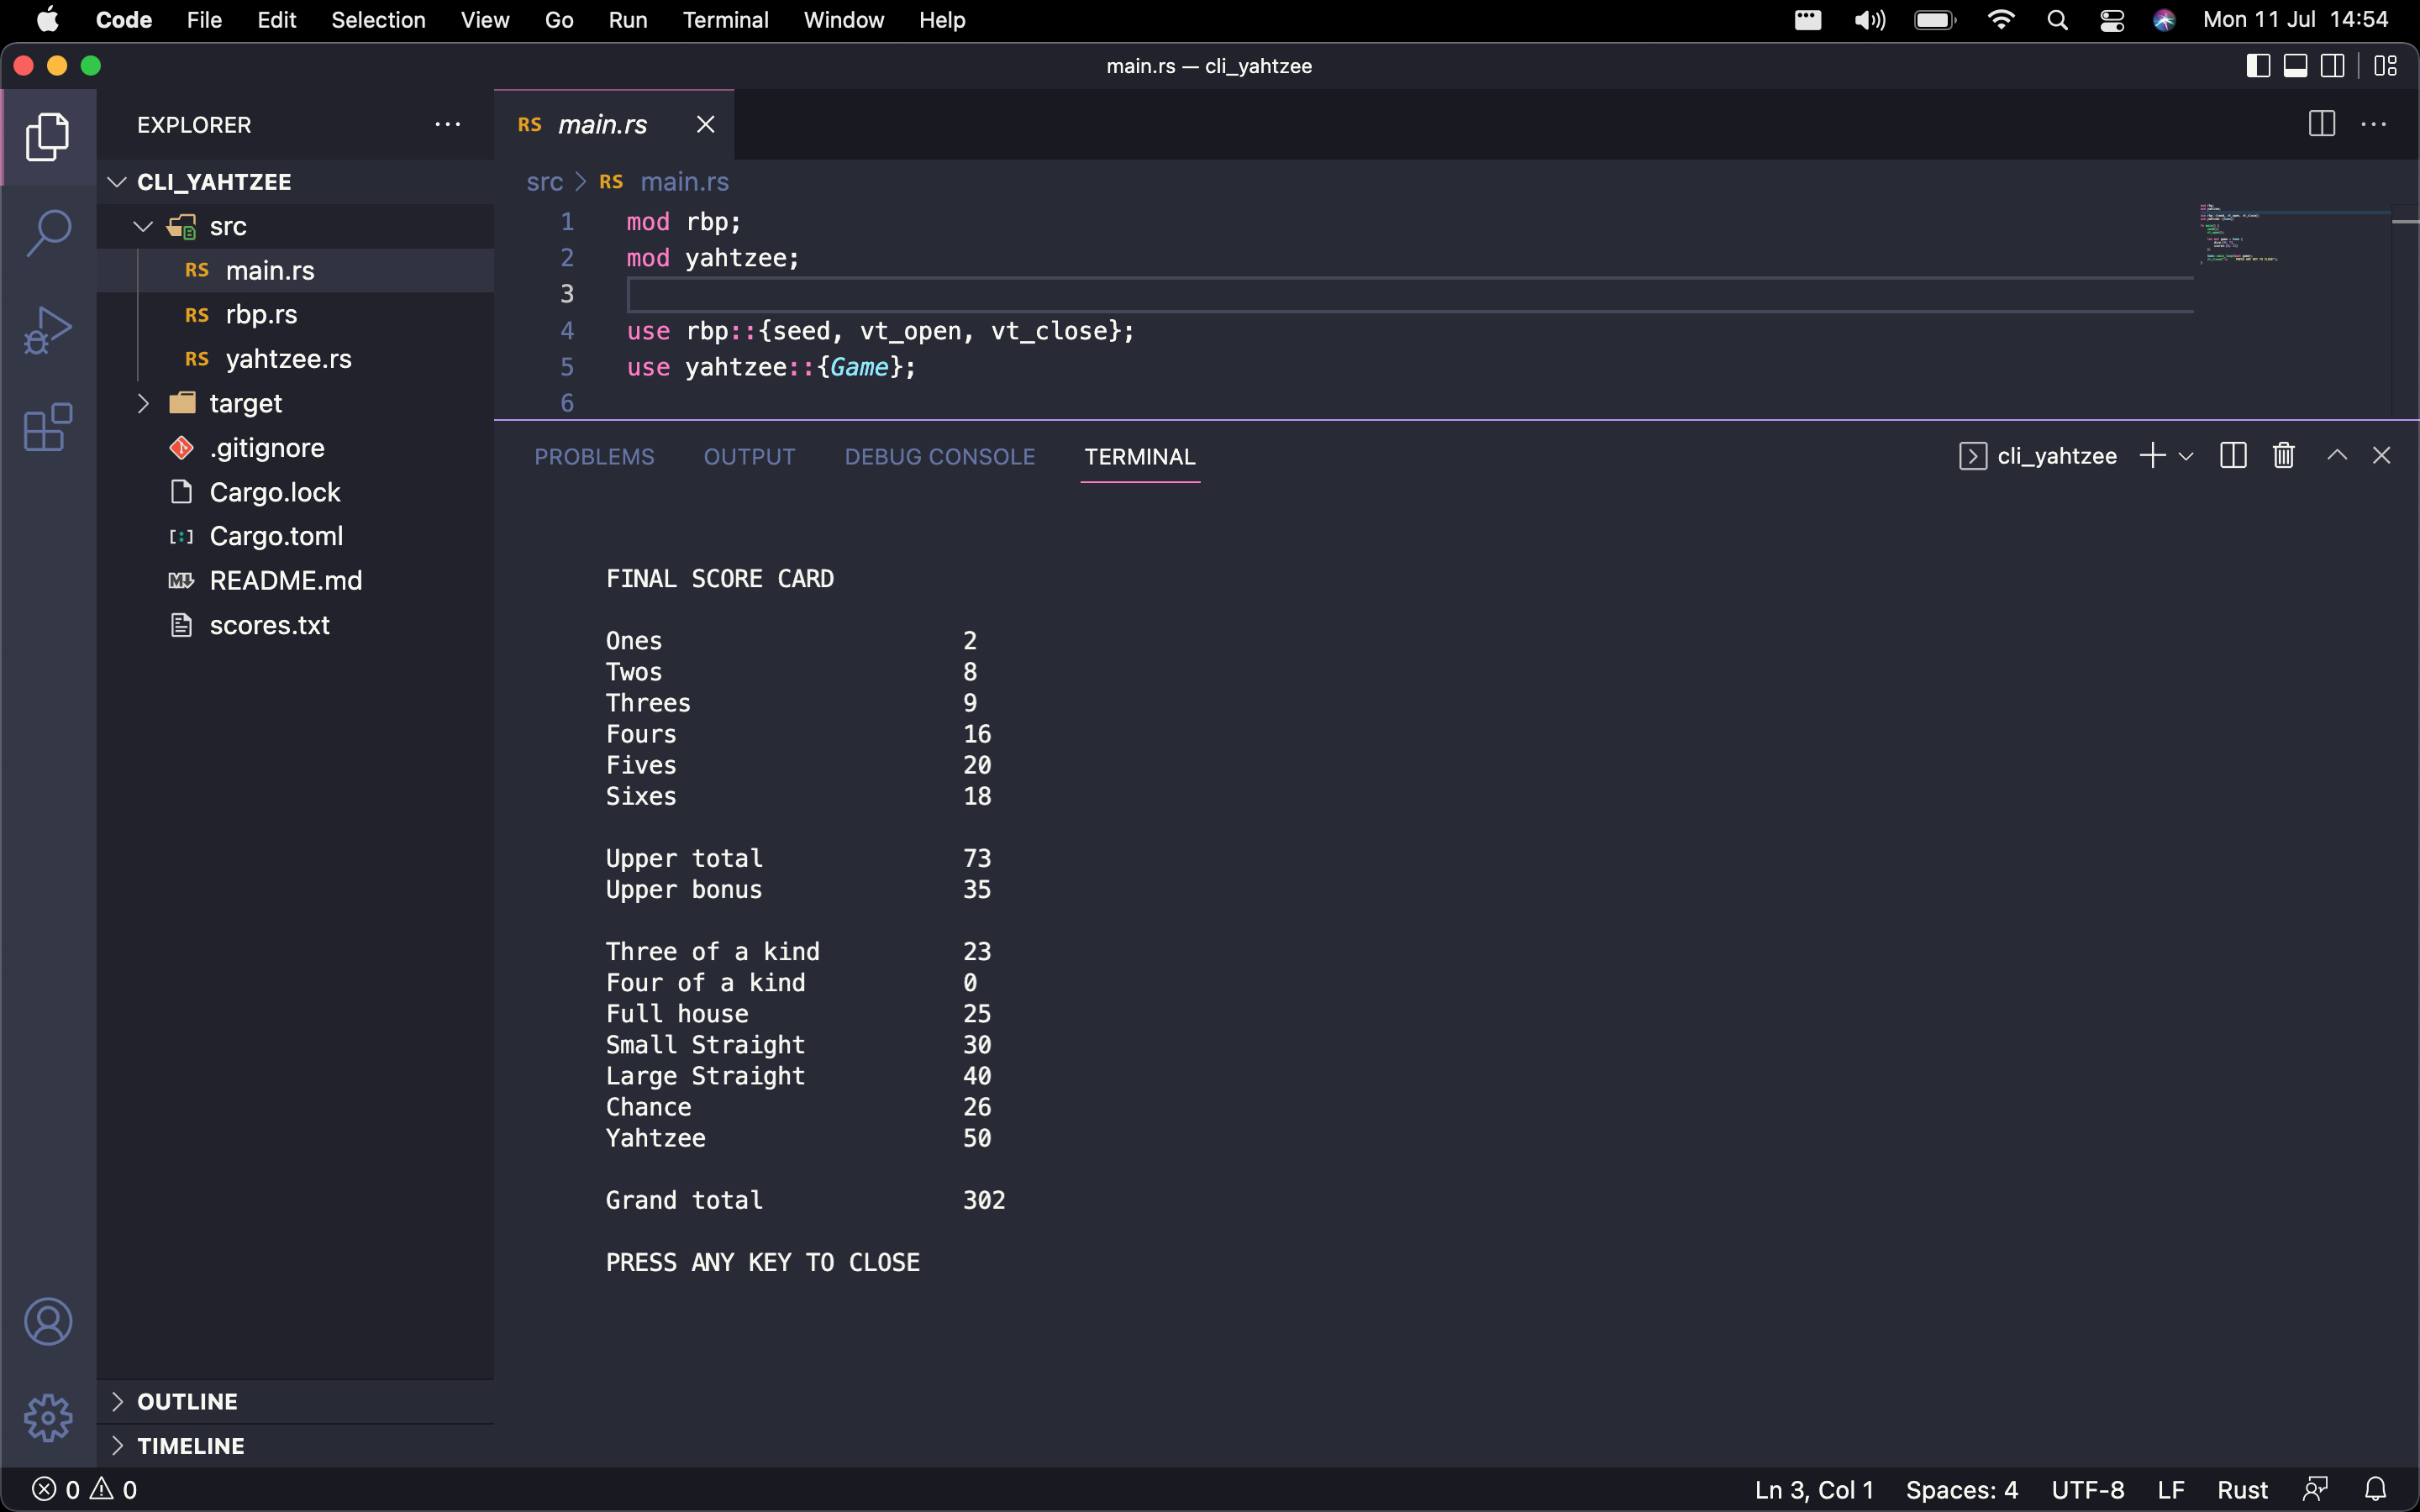 Code File Edit Selection View Go Run Terminal Window Help Mon 11 Jul 14:54
main.rs — cli_yahtzee
EXPLORER
CLI_YAHTZEE
src
RS main.rs
RS rbp.rs
RS yahtzee.rs
target
.gitignore
Cargo.lock
Cargo.toml
README.md
scores.txt
OUTLINE
TIMELINE
RS main.rs
src > RS main.rs
1 mod rbp;
2 mod yahtzee;
3
4 use rbp::{seed, vt_open, vt_close};
5 use yahtzee::{Game};
6
PROBLEMS OUTPUT DEBUG CONSOLE TERMINAL cli_yahtzee
FINAL SCORE CARD
Ones 2
Twos 8
Threes 9
Fours 16
Fives 20
Sixes 18
Upper total 73
Upper bonus 35
Three of a kind 23
Four of a kind 0
Full house 25
Small Straight 30
Large Straight 40
Chance 26
Yahtzee 50
Grand total 302
PRESS ANY KEY TO CLOSE
0 0 Ln 3, Col 1 Spaces: 4 UTF-8 LF Rust